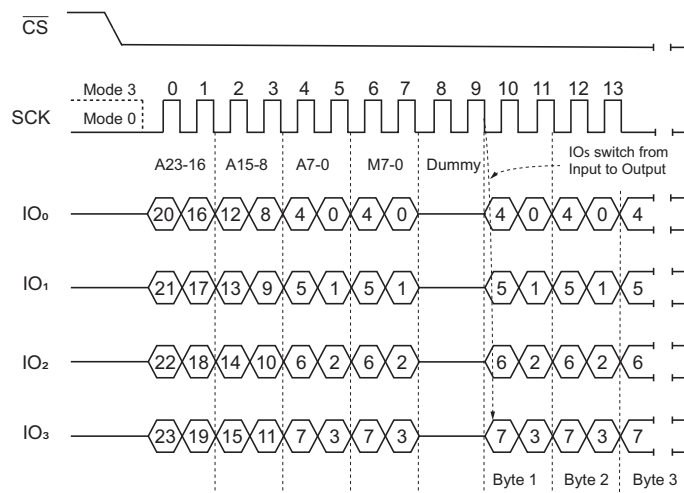 CS
Mode 3 0 1 2 3 4 5 6 7 8 9 10 11 12 13
SCK
Mode 0
A23-16 A15-8 A7-0 M7-0 Dummy
IOs switch from
Input to Output
IO₀ 20 16 12 8 4 0 4 0 4 0 4 0 4
IO₁ 21 17 13 9 5 1 5 1 5 1 5 1 5
IO₂ 22 18 14 10 6 2 6 2 6 2 6 2 6
IO₃ 23 19 15 11 7 3 7 3 7 3 7 3 7
Byte 1 Byte 2 Byte 3